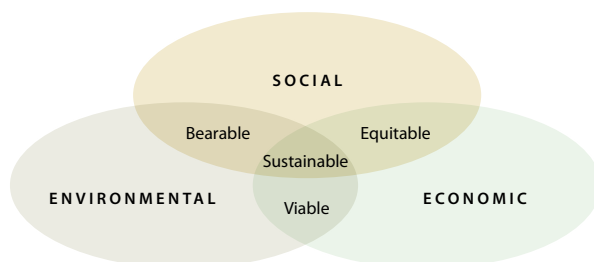 SOCIAL
Bearable
Equitable
Sustainable
ENVIRONMENTAL
Viable
ECONOMIC